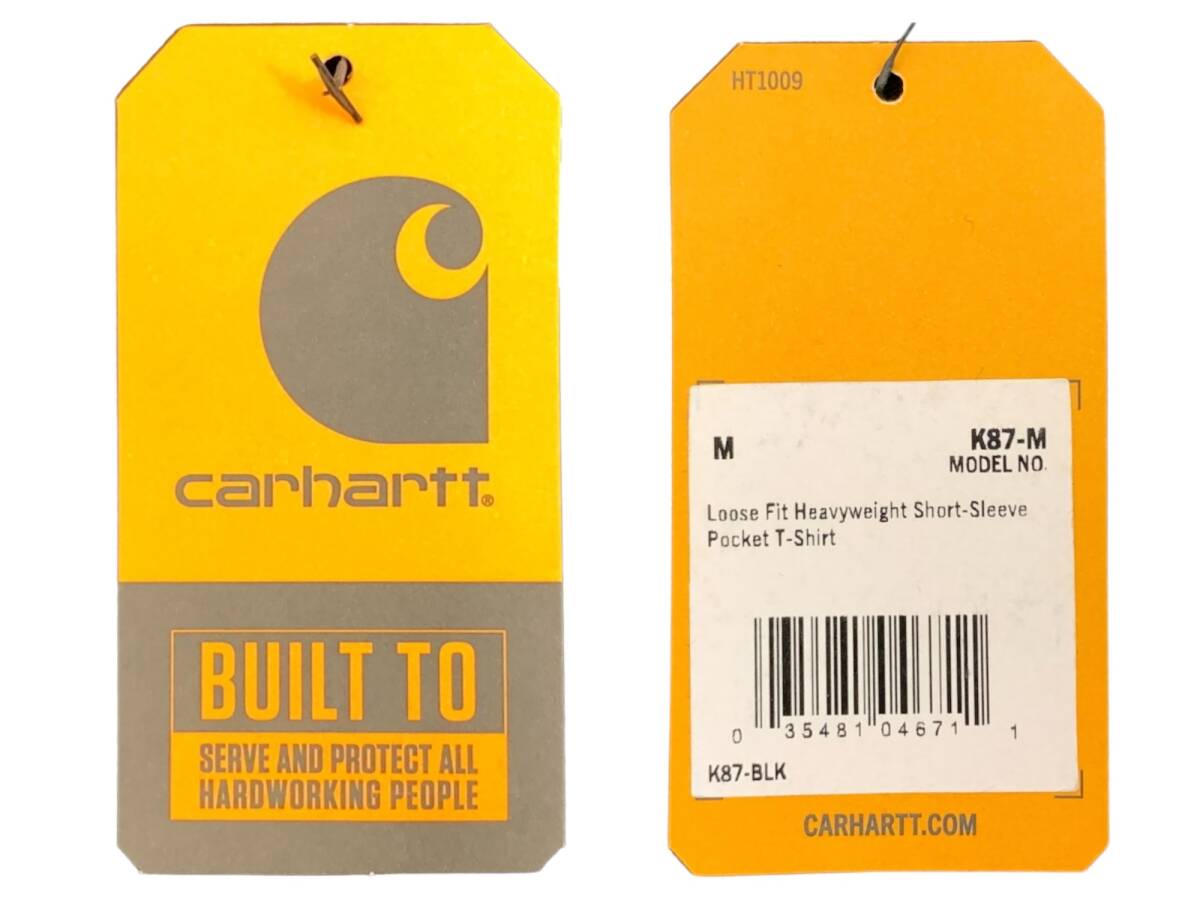 carhartt®
BUILT TO
SERVE AND PROTECT ALL
HARDWORKING PEOPLE
HT1009
M K87-M
MODEL NO.
Loose Fit Heavyweight Short-Sleeve
Pocket T-Shirt
0 35481 04671 1
K87-BLK
CARHARTT.COM